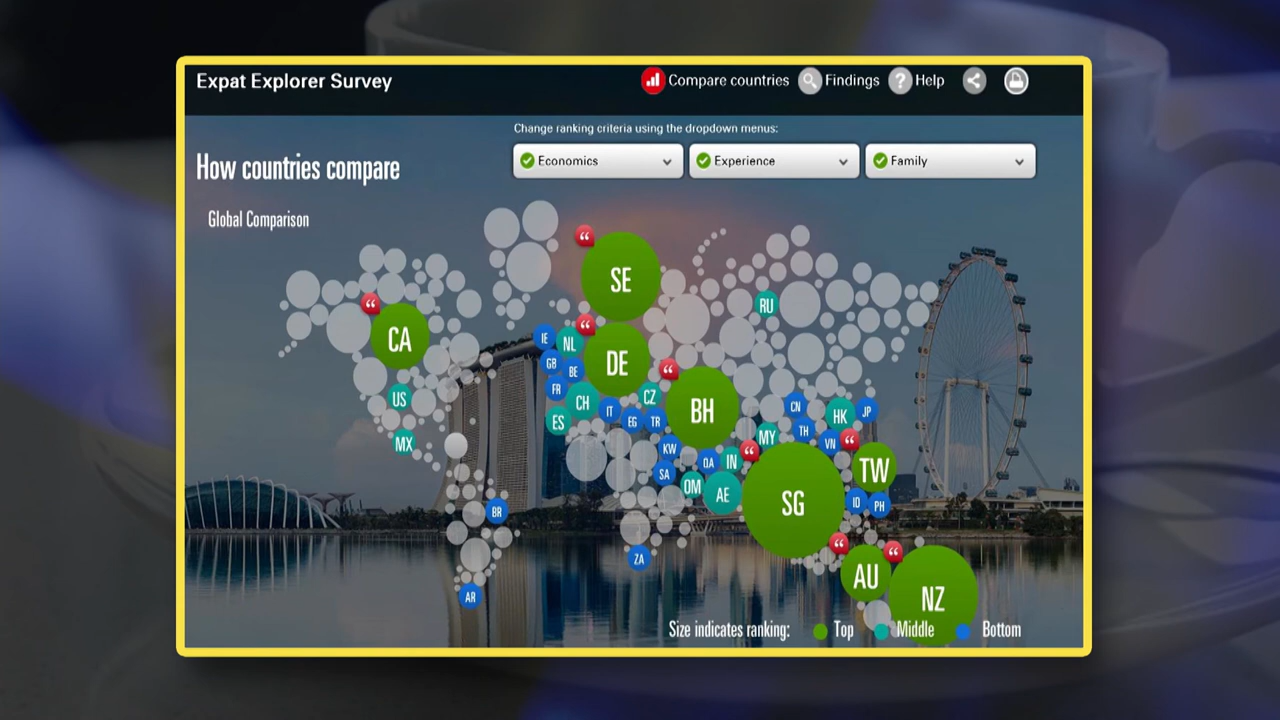 Expat Explorer Survey
Compare countries
Findings
? Help
Change ranking criteria using the dropdown menus:
How countries compare
Economics
Experience
Family
Global Comparison
“
SE
“
CA
RU
“
IE
NL
DE
GB
BE
“
FR
US
CH
CZ
BH
ES
IT
EG
TR
CN
HK
JP
MX
MY
TH
VN
“
KW
QA
IN
“
SA
OM
AE
TW
SG
ID
PH
BR
ZA
“
“
AU
AR
NZ
Size indicates ranking:
Top
Middle
Bottom